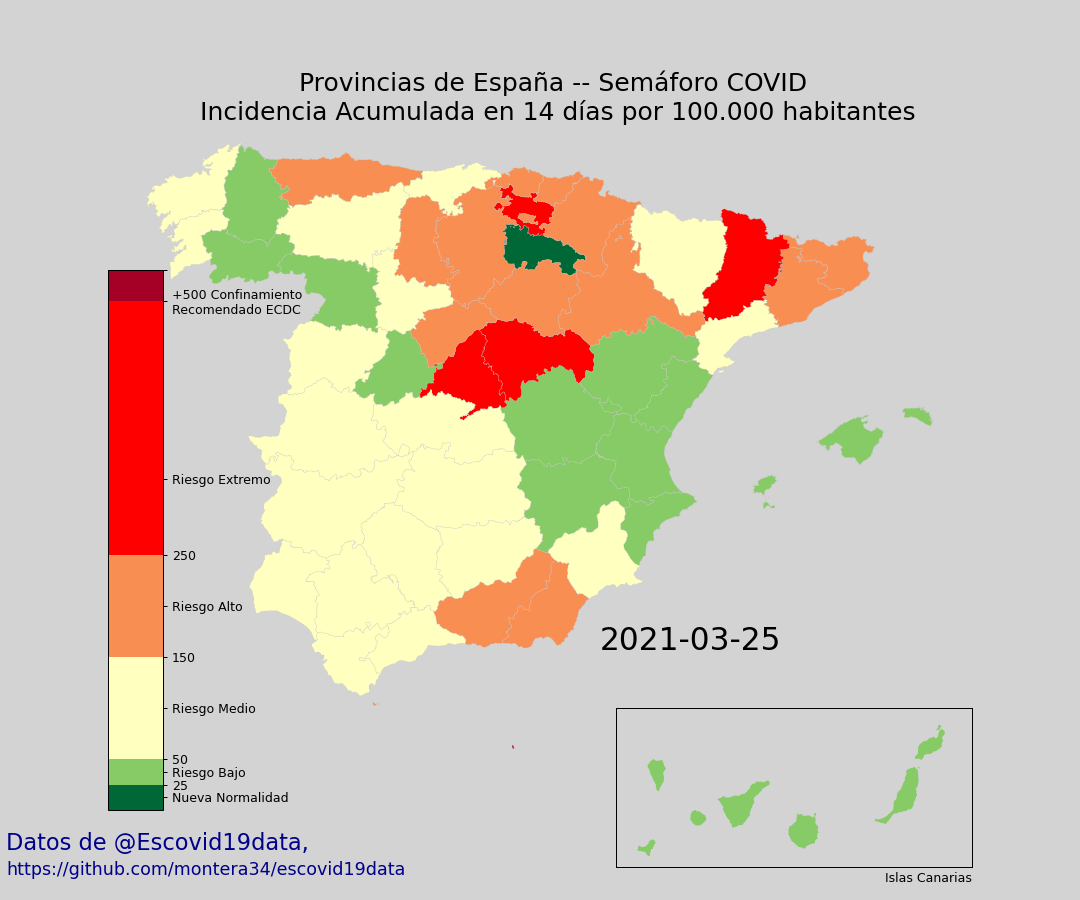 Provincias de España -- Semáforo COVID
Incidencia Acumulada en 14 días por 100.000 habitantes
+500 Confinamiento
Recomendado ECDC
Riesgo Extremo
250
Riesgo Alto
150
Riesgo Medio
50
Riesgo Bajo
25
Nueva Normalidad
2021-03-25
Islas Canarias
Datos de @Escovid19data,
https://github.com/montera34/escovid19data